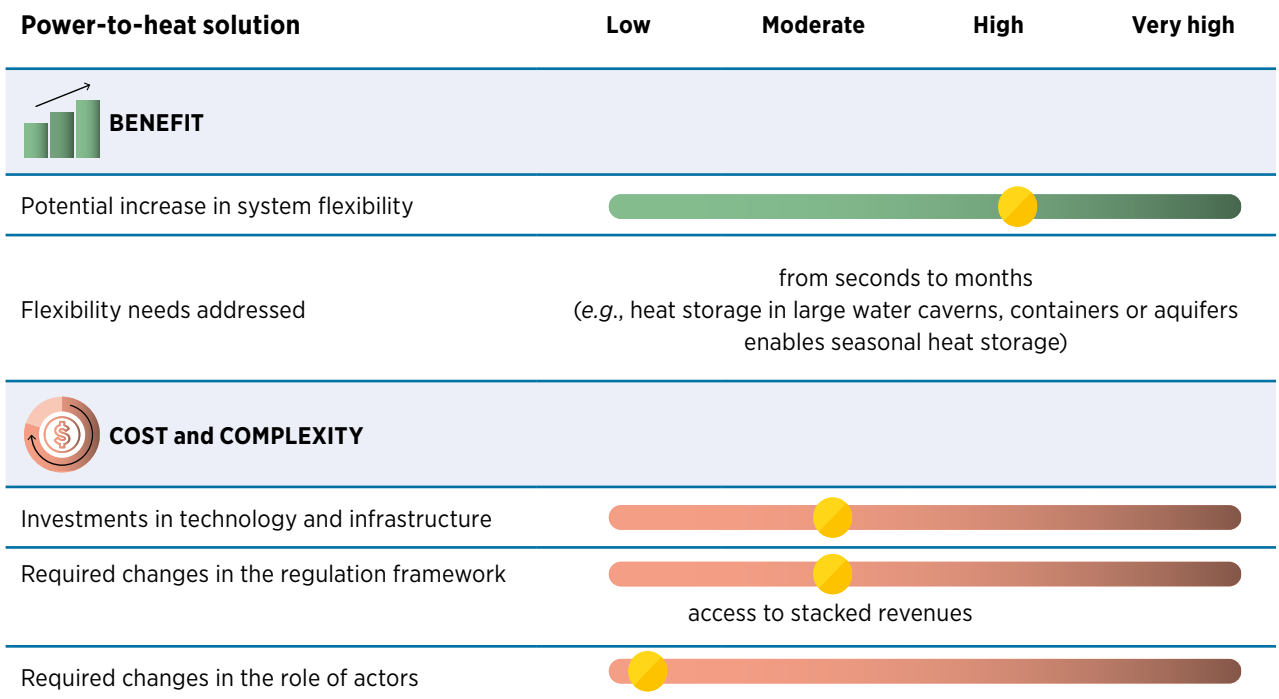 Power-to-heat solution Low Moderate High Very high
BENEFIT
Potential increase in system flexibility
Flexibility needs addressed
from seconds to months
(e.g., heat storage in large water caverns, containers or aquifers
enables seasonal heat storage)
$
COST and COMPLEXITY
Investments in technology and infrastructure
Required changes in the regulation framework
access to stacked revenues
Required changes in the role of actors